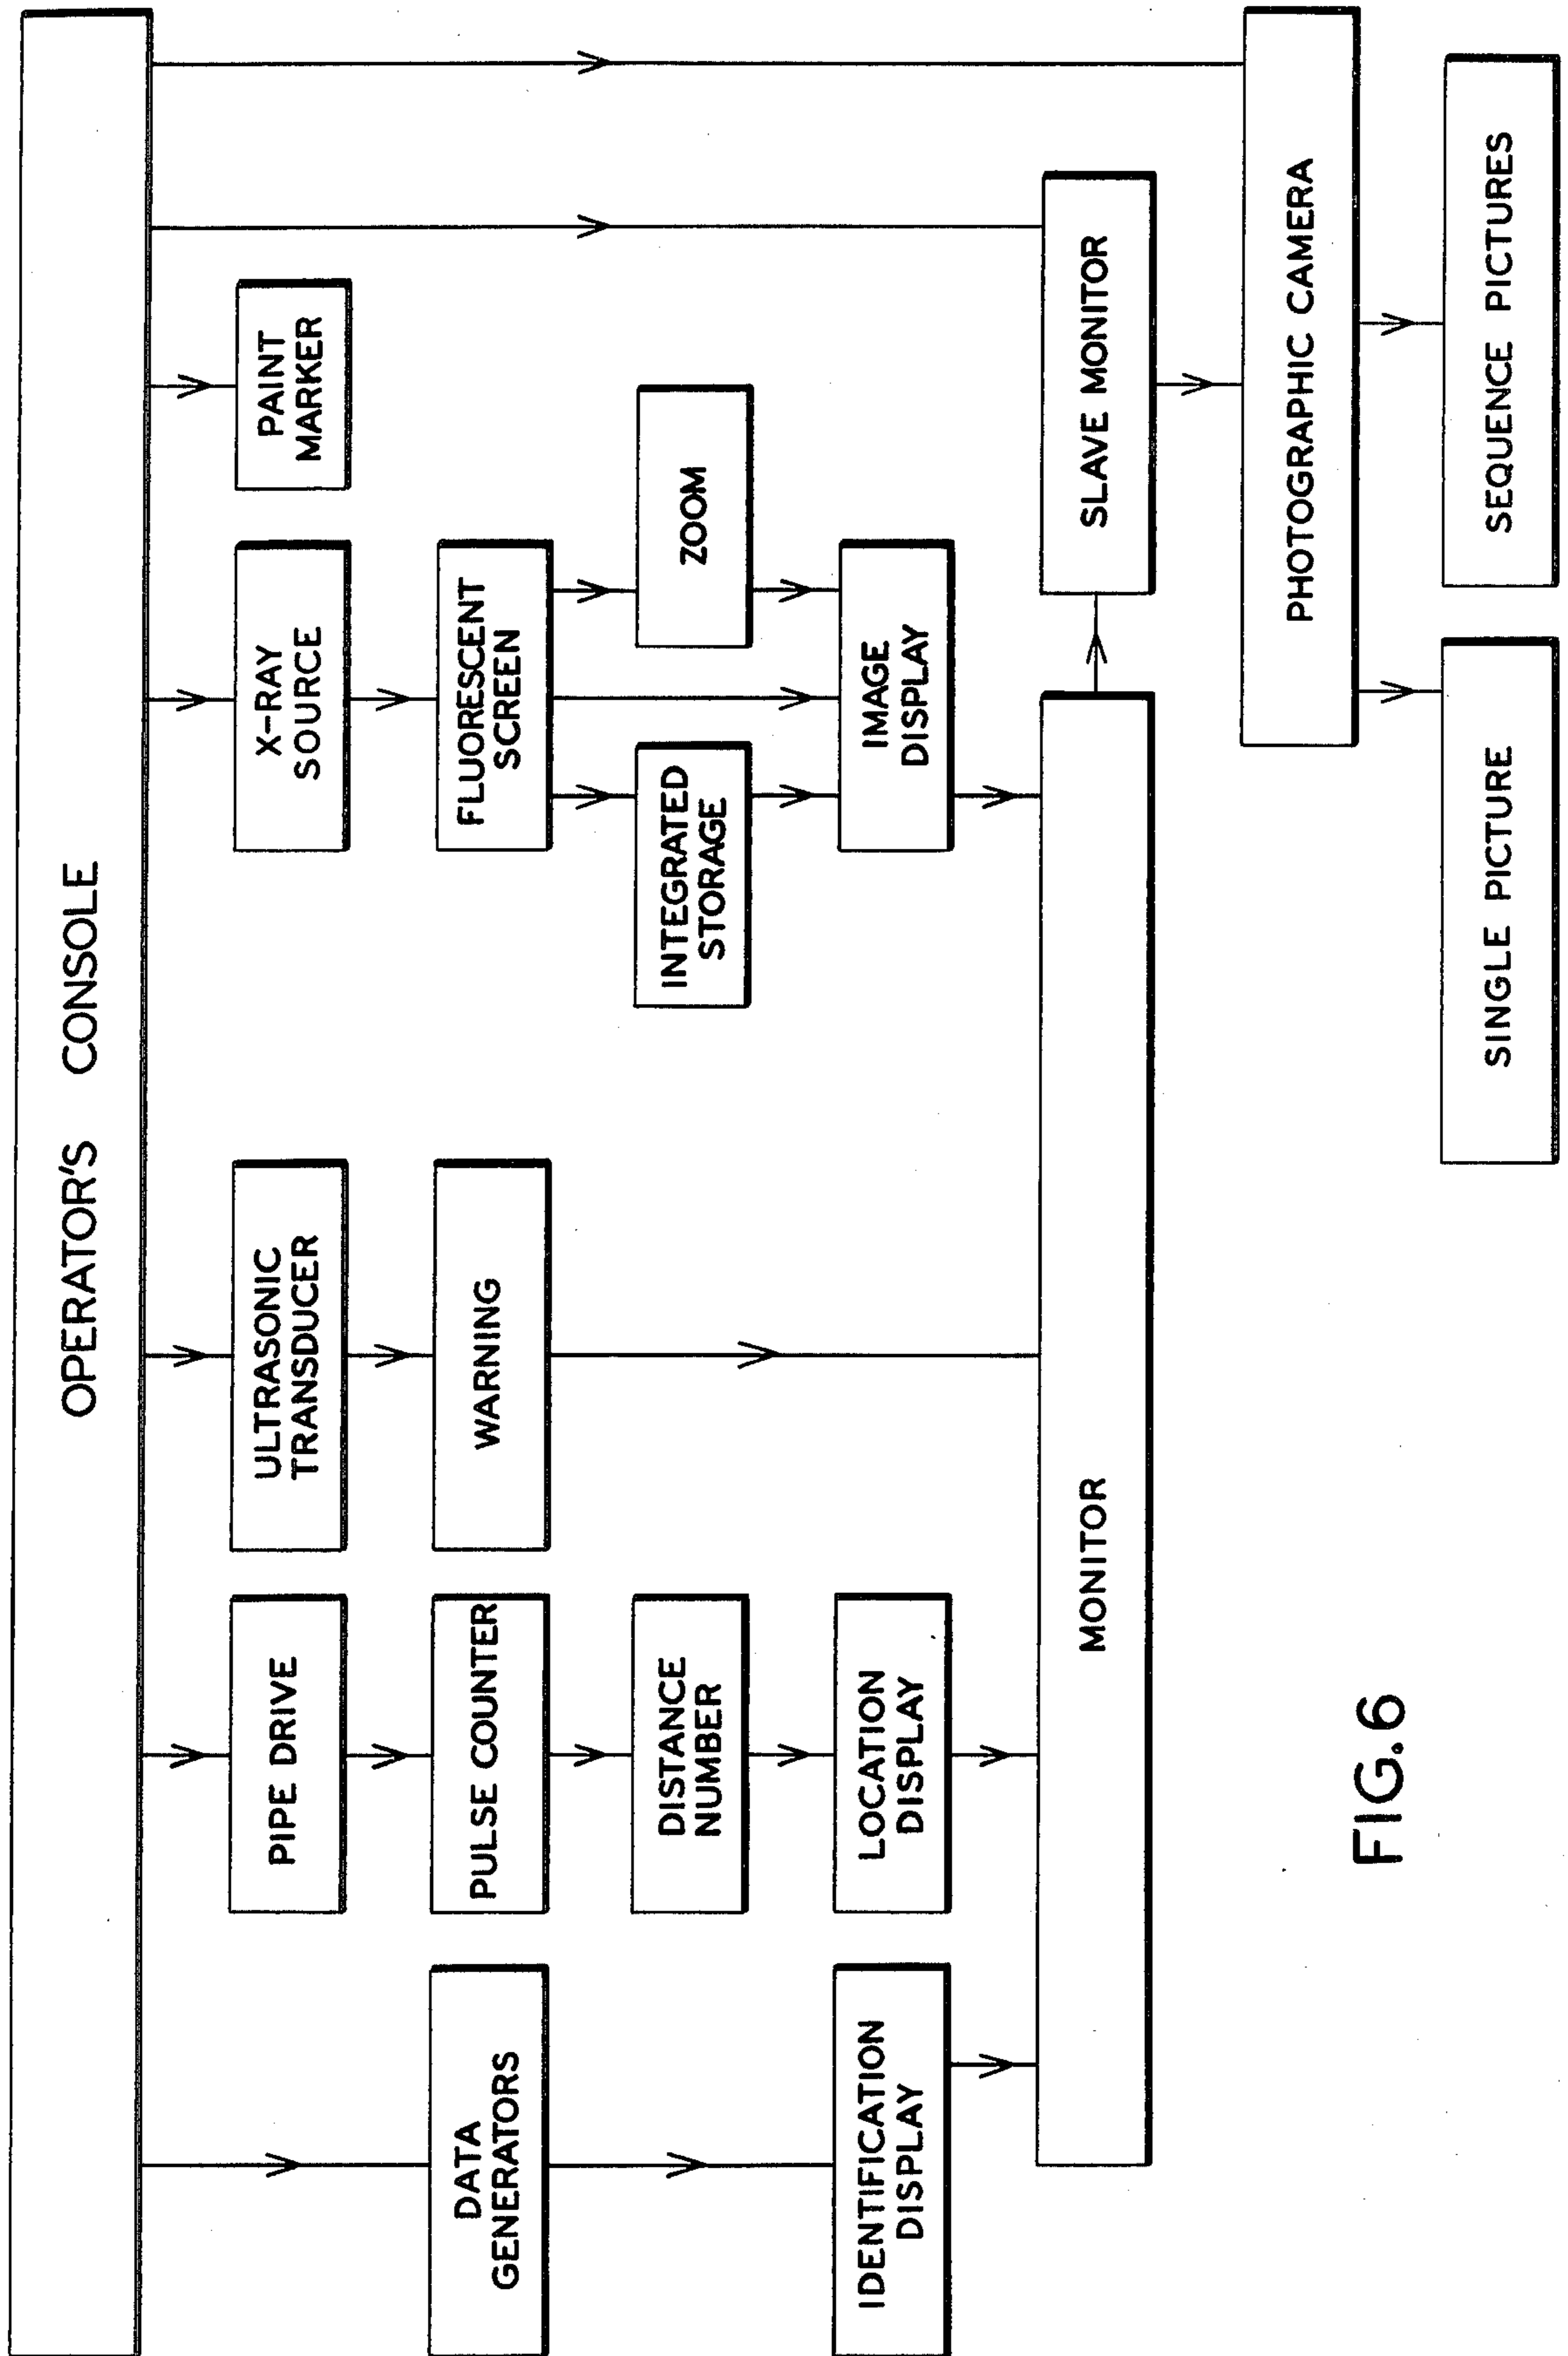 OPERATOR'S CONSOLE
PAINT
MARKER
X-RAY
SOURCE
ULTRASONIC
TRANSDUCER
PIPE DRIVE
DATA
GENERATORS
PULSE COUNTER
WARNING
FLUORESCENT
SCREEN
DISTANCE
NUMBER
INTEGRATED
STORAGE
ZOOM
IDENTIFICATION
DISPLAY
LOCATION
DISPLAY
IMAGE
DISPLAY
MONITOR
SLAVE MONITOR
PHOTOGRAPHIC CAMERA
SINGLE PICTURE
SEQUENCE PICTURES
FIG.6